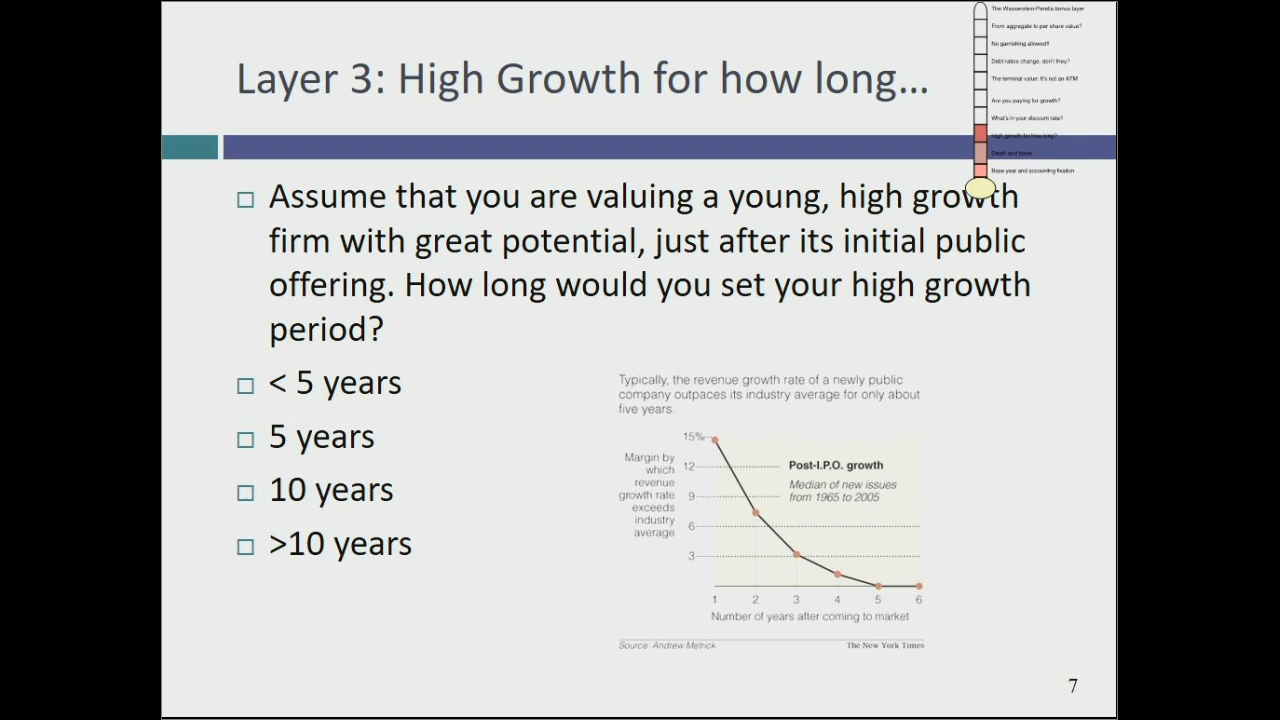 The Wasserstein-Perella bonus layer
From aggregate to per share value?
No garnishing allowed!!
Debt ratios change, don't they?
The terminal value: It's not an ATM
Are you paying for growth?
What's in your discount rate?
High growth for how long?
Death and taxes
Base year and accounting fixation
Layer 3: High Growth for how long…
Assume that you are valuing a young, high growth
firm with great potential, just after its initial public
offering. How long would you set your high growth
period?
< 5 years
5 years
10 years
>10 years
Typically, the revenue growth rate of a newly public
company outpaces its industry average for only about
five years.
15%
Margin by
which
revenue
growth rate
exceeds
industry
average
12
9
6
3
Post-I.P.O. growth
Median of new issues
from 1965 to 2005
1 2 3 4 5 6
Number of years after coming to market
Source Andrew Metrick
The New York Times
7